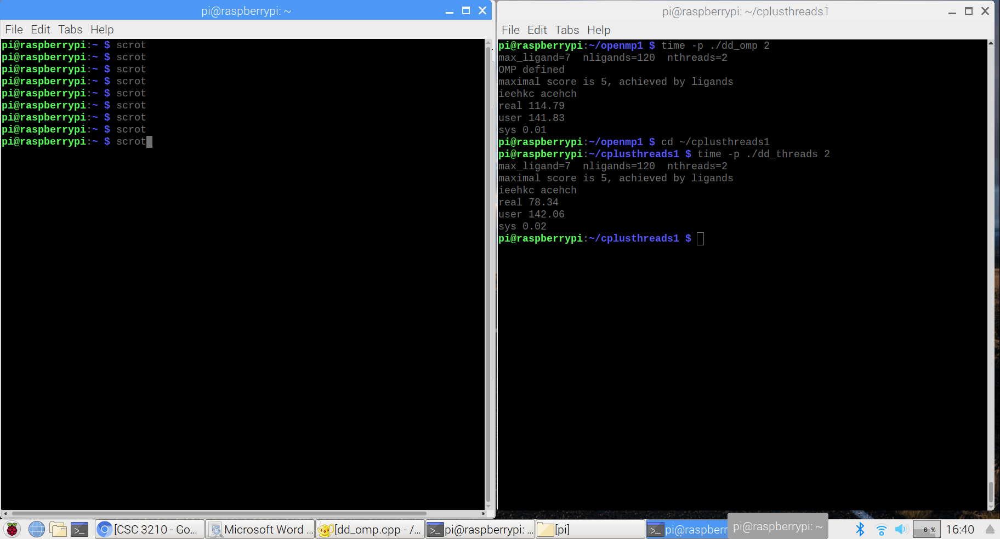 pi@raspberrypi: ~
File Edit Tabs Help
pi@raspberrypi:~ $ scrot
pi@raspberrypi:~ $ scrot
pi@raspberrypi:~ $ scrot
pi@raspberrypi:~ $ scrot
pi@raspberrypi:~ $ scrot
pi@raspberrypi:~ $ scrot
pi@raspberrypi:~ $ scrot
pi@raspberrypi:~ $ scrot
pi@raspberrypi:~ $ scrot
pi@raspberrypi: ~/cplusthreads1
File Edit Tabs Help
pi@raspberrypi:~/openmp1 $ time -p ./dd_omp 2
max_ligand=7  nligands=120  nthreads=2
OMP defined
maximal score is 5, achieved by ligands
ieehkc acehch
real 114.79
user 141.83
sys 0.01
pi@raspberrypi:~/openmp1 $ cd ~/cplusthreads1
pi@raspberrypi:~/cplusthreads1 $ time -p ./dd_threads 2
max_ligand=7  nligands=120  nthreads=2
maximal score is 5, achieved by ligands
ieehkc acehch
real 78.34
user 142.06
sys 0.02
pi@raspberrypi:~/cplusthreads1 $
[CSC 3210 - Go... Microsoft Word ... [dd_omp.cpp - /... pi@raspberrypi: ... [pi] pi@raspberr pi@raspberrypi: ~ 0 % 16:40